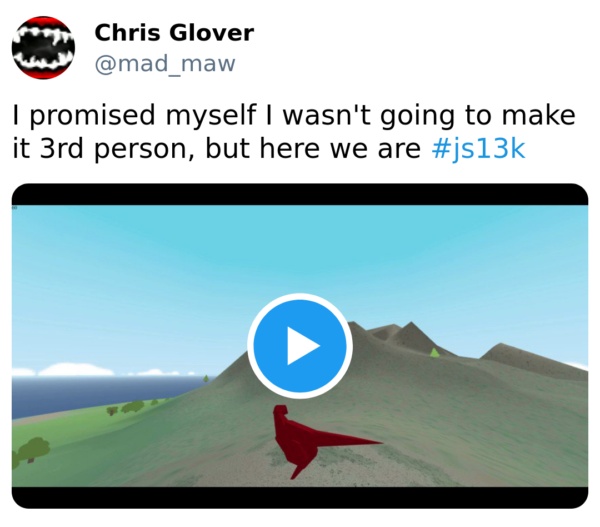 Chris Glover
@mad_maw
I promised myself I wasn't going to make
it 3rd person, but here we are #js13k